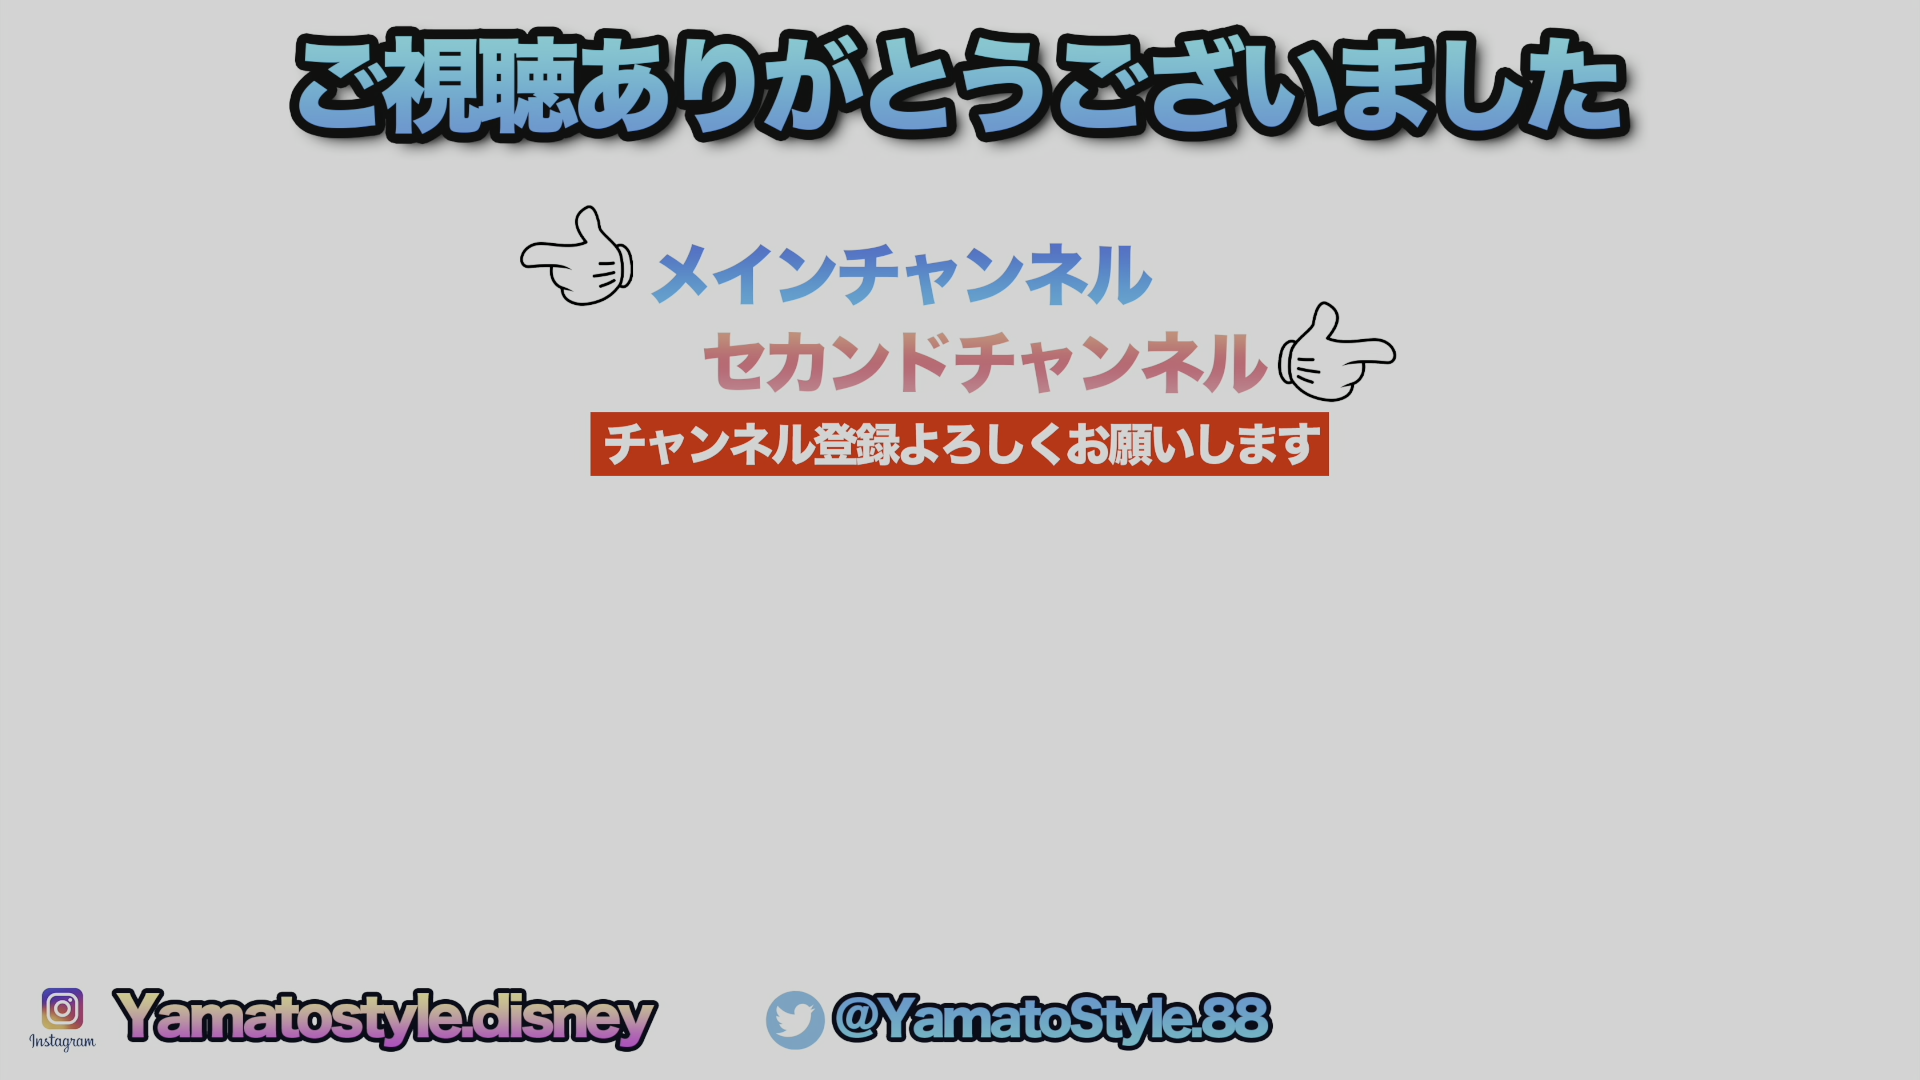 ご視聴ありがとうございました
メインチャンネル
セカンドチャンネル
チャンネル登録よろしくお願いします
Instagram
Yamatostyle.disney
@YamatoStyle.88